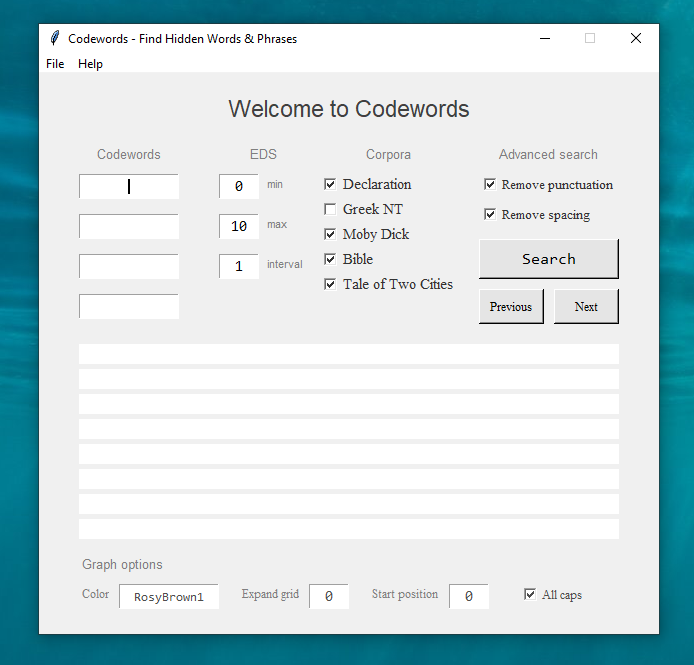 Codewords - Find Hidden Words & Phrases
File Help
Welcome to Codewords
Codewords EDS Corpora Advanced search
0 min Declaration Remove punctuation
Greek NT
10 max Moby Dick Remove spacing
1 interval Bible Search
Tale of Two Cities
Previous Next
Graph options
Color RosyBrown1 Expand grid 0 Start position 0 All caps